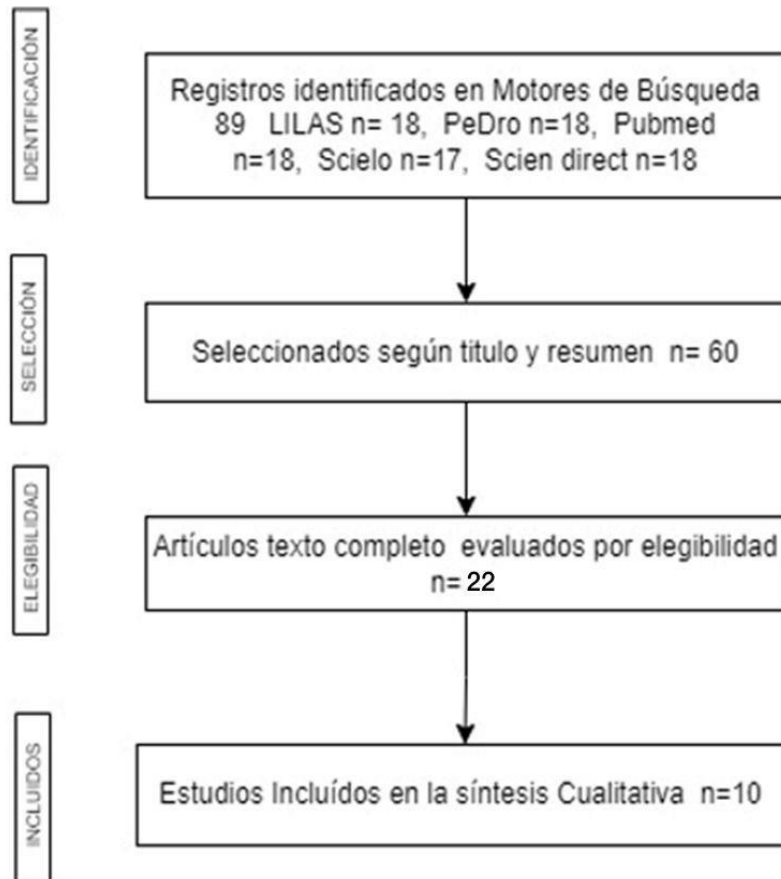 IDENTIFICACIÓN
Registros identificados en Motores de Búsqueda
89 LILAS n= 18, PeDro n=18, Pubmed
n=18, Scielo n=17, Scien direct n=18
SELECCIÓN
Seleccionados según titulo y resumen n= 60
ELEGIBILIDAD
Artículos texto completo evaluados por elegibilidad
n= 22
INCLUIDOS
Estudios Incluídos en la síntesis Cualitativa n=10